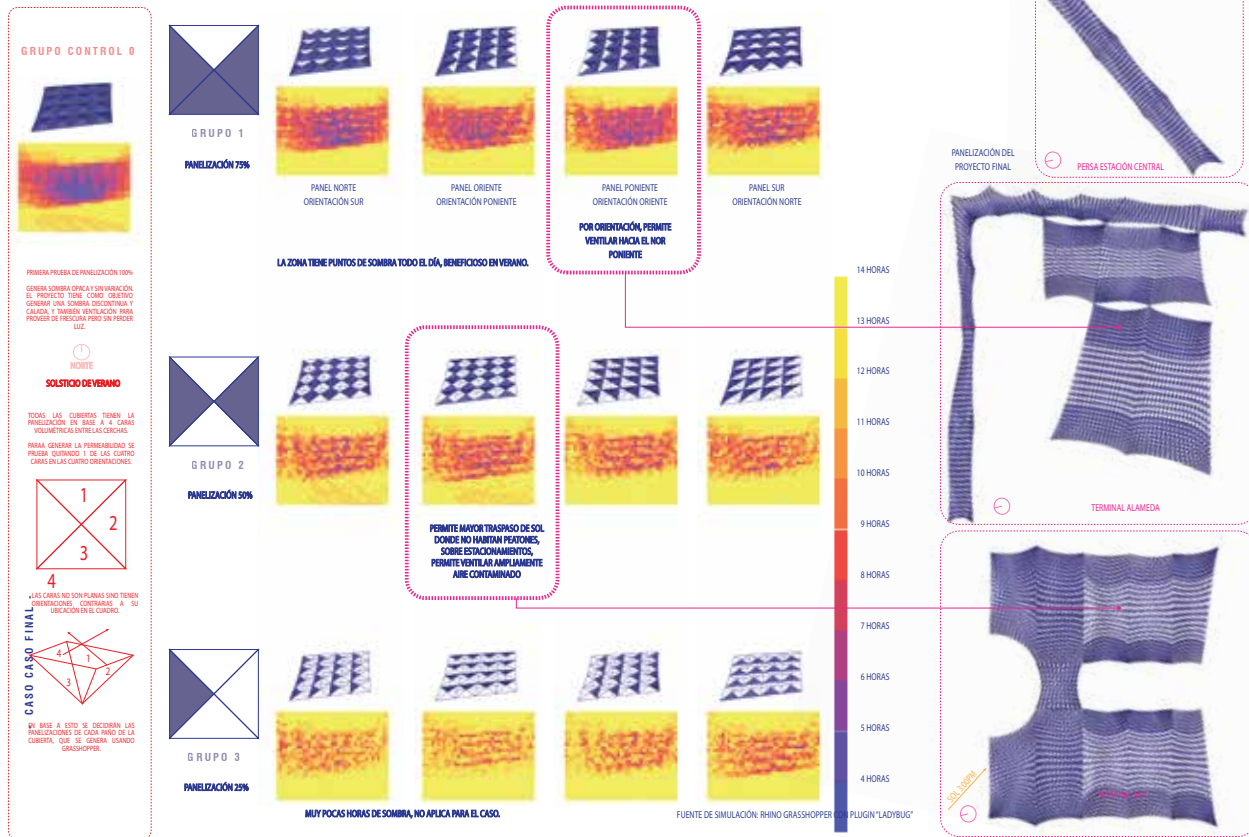 GRUPO CONTROL 0
PRIMERA PRUEBA DE PANELIZACIÓN 100%
GENERA SOMBRA OPACA Y SIN VARIACIÓN.
EL PROYECTO TIENE COMO OBJETIVO
GENERAR UNA SOMBRA DISCONTINUA Y
CALADA, Y TAMBIÉN VENTILACIÓN PARA
PROVEER DE FRESCURA PERO SIN PERDER
LUZ.
NORTE
SOLSTICIO DE VERANO
TODAS LAS CUBIERTAS TIENEN LA
PANELIZACIÓN EN BASE A 4 CARAS
VOLUMÉTRICAS ENTRE LAS CERCHAS.
PARAA GENERAR LA PERMEABILIDAD SE
PRUEBA QUITANDO 1 DE LAS CUATRO
CARAS EN LAS CUATRO ORIENTACIONES.
1
2
3
4
LAS CARAS NO SON PLANAS SINO TIENEN
ORIENTACIONES CONTRARIAS A SU
UBICACIÓN EN EL CUADRO.
CASO CASO FINAL
4
1
2
3
EN BASE A ESTO SE DECIDIRÁN LAS
PANELIZACIONES DE CADA PAÑO DE LA
CUBIERTA, QUE SE GENERA USANDO
GRASSHOPPER.
GRUPO 1
PANELIZACIÓN 75%
PANEL NORTE
ORIENTACIÓN SUR
PANEL ORIENTE
ORIENTACIÓN PONIENTE
PANEL PONIENTE
ORIENTACIÓN ORIENTE
PANEL SUR
ORIENTACIÓN NORTE
POR ORIENTACIÓN, PERMITE
VENTILAR HACIA EL NOR
PONIENTE
LA ZONA TIENE PUNTOS DE SOMBRA TODO EL DÍA, BENEFICIOSO EN VERANO.
GRUPO 2
PANELIZACIÓN 50%
PERMITE MAYOR TRASPASO DE SOL
DONDE NO HABITAN PEATONES,
SOBRE ESTACIONAMIENTOS,
PERMITE VENTILAR AMPLIAMENTE
AIRE CONTAMINADO
GRUPO 3
PANELIZACIÓN 25%
MUY POCAS HORAS DE SOMBRA, NO APLICA PARA EL CASO.
FUENTE DE SIMULACIÓN: RHINO GRASSHOPPER CON PLUGIN "LADYBUG"
14 HORAS
13 HORAS
12 HORAS
11 HORAS
10 HORAS
9 HORAS
8 HORAS
7 HORAS
6 HORAS
5 HORAS
4 HORAS
PANELIZACIÓN DEL
PROYECTO FINAL
PERSA ESTACIÓN CENTRAL
TERMINAL ALAMEDA
SOL 3:00PM